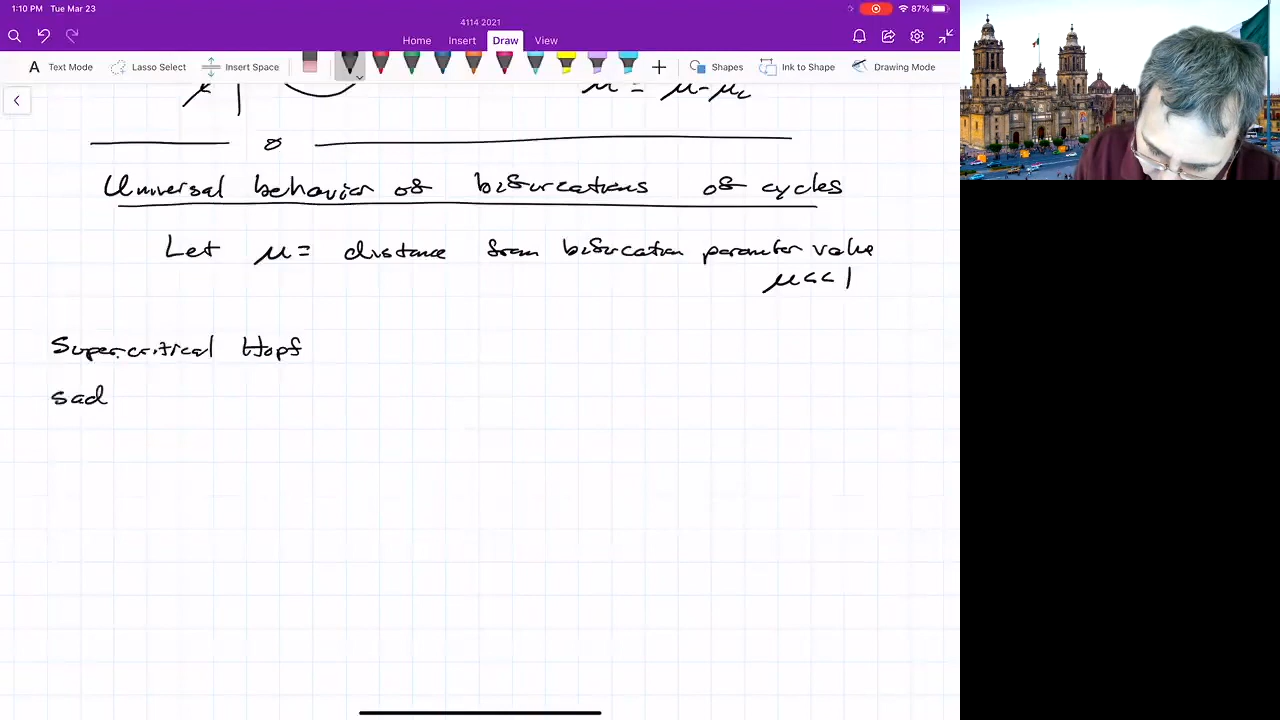 1:10 PM Tue Mar 23
87%
4114 2021
Home Insert Draw View
A Text Mode Lasso Select Insert Space Shapes Ink to Shape Drawing Mode
μ = μ - μc
Universal behavior of bifurcations of cycles
Let μ = distance from bifurcation parameter value
μ << 1
Supercritical Hopf
sad